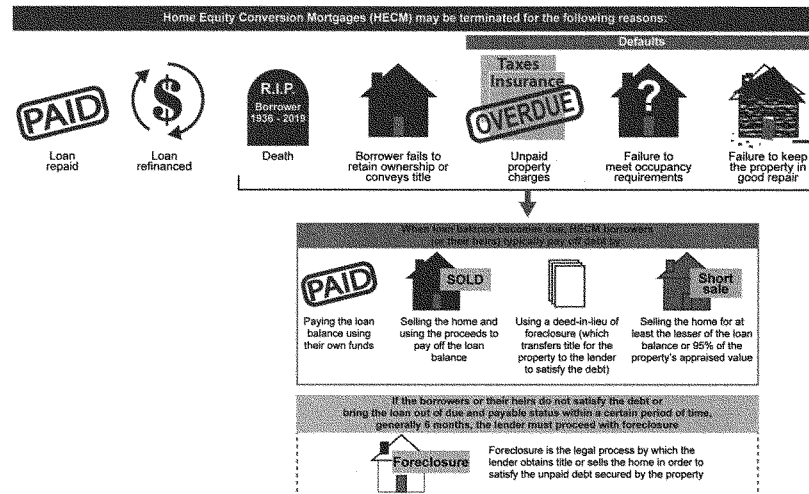 Home Equity Conversion Mortgages (HECM) may be terminated for the following reasons:
Defaults
PAID
Loan
repaid
$
Loan
refinanced
R.I.P.
Borrower
1936 - 2019
Death
Borrower fails to
retain ownership or
conveys title
Taxes
Insurance
OVERDUE
Unpaid
property
charges
?
Failure to
meet occupancy
requirements
Failure to keep
the property in
good repair
When loan balance becomes due, HECM borrowers
(or their heirs) typically pay off debt by
PAID
Paying the loan
balance using
their own funds
SOLD
Selling the home and
using the proceeds to
pay off the loan
balance
Using a deed-in-lieu of
foreclosure (which
transfers title for the
property to the lender
to satisfy the debt)
Short
sale
Selling the home for at
least the lesser of the loan
balance or 95% of the
property's appraised value
If the borrowers or their heirs do not satisfy the debt or
bring the loan out of due and payable status within a certain period of time,
generally 6 months, the lender must proceed with foreclosure
Foreclosure
Foreclosure is the legal process by which the
lender obtains title or sells the home in order to
satisfy the unpaid debt secured by the property